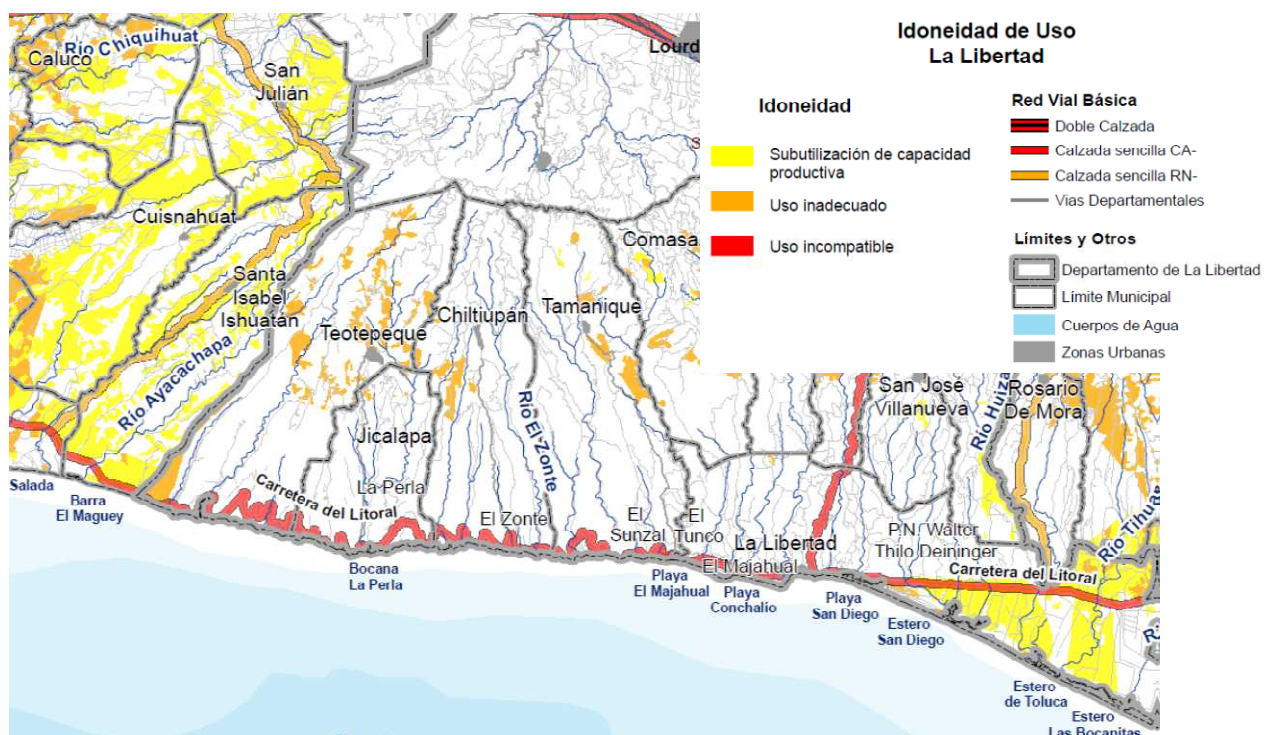 Idoneidad de Uso
La Libertad
Idoneidad
Subutilización de capacidad
productiva
Uso inadecuado
Uso incompatible
Red Vial Básica
Doble Calzada
Calzada sencilla CA-
Calzada sencilla RN-
Vias Departamentales
Límites y Otros
Departamento de La Libertad
Límite Municipal
Cuerpos de Agua
Zonas Urbanas
Río Chiquihuat
Caluco
San
Julián
Lourd
Cuisnahuat
Santa
Isabel
Ishuatán
Río Ayacachapa
Comasa
Teotepeque
Chiltiupán
Tamanique
Río El Zonte
Jicalapa
La Perla
Carretera del Litoral
El Zonte
El
Sunzal
El
Tunco
La Libertad
El Majahual
San José
Villanueva
Río Huiza
Rosario
De Mora
P.N. Walter
Thilo Deininger
Carretera del Litoral
Río Tihua
Salada
Barra
El Maguey
Bocana
La Perla
Playa
El Majahual
Playa
Conchalío
Playa
San Diego
Estero
San Diego
Estero
de Toluca
Estero
Las Bocanitas